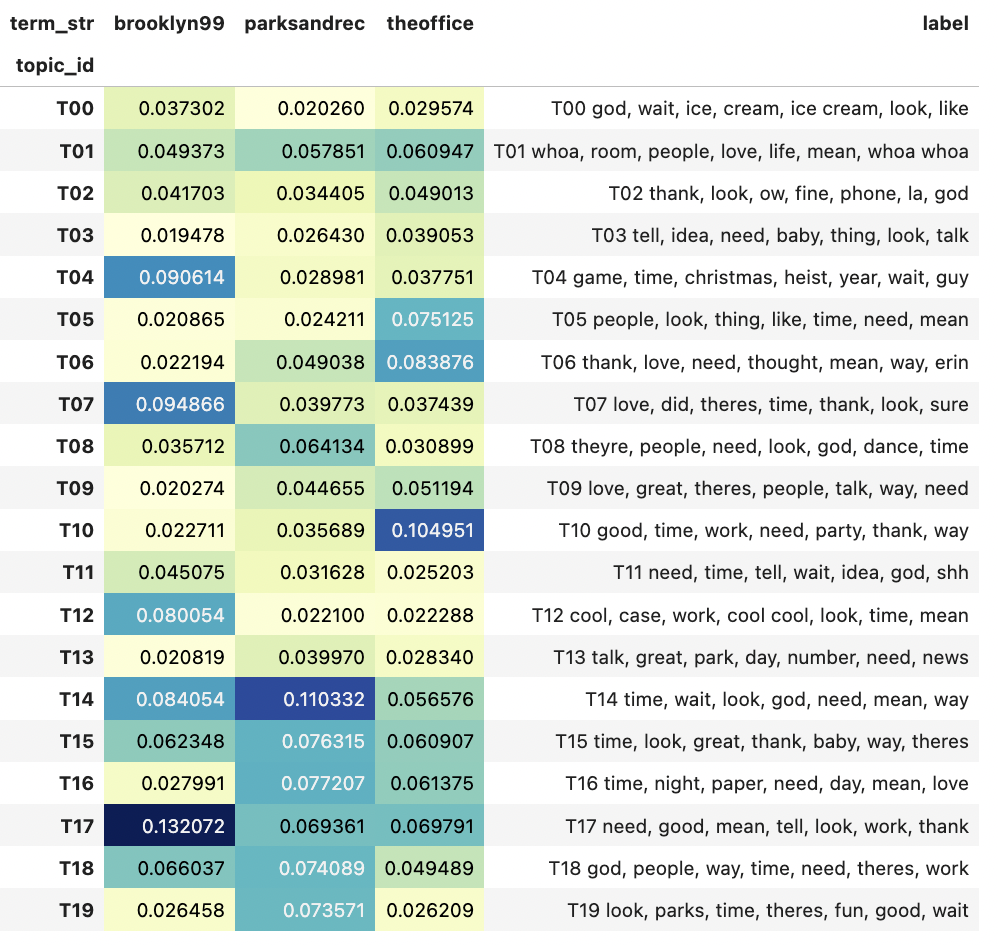 term_str brooklyn99 parksandrec theoffice label
topic_id
T00 0.037302 0.020260 0.029574 T00 god, wait, ice, cream, ice cream, look, like
T01 0.049373 0.057851 0.060947 T01 whoa, room, people, love, life, mean, whoa whoa
T02 0.041703 0.034405 0.049013 T02 thank, look, ow, fine, phone, la, god
T03 0.019478 0.026430 0.039053 T03 tell, idea, need, baby, thing, look, talk
T04 0.090614 0.028981 0.037751 T04 game, time, christmas, heist, year, wait, guy
T05 0.020865 0.024211 0.075125 T05 people, look, thing, like, time, need, mean
T06 0.022194 0.049038 0.083876 T06 thank, love, need, thought, mean, way, erin
T07 0.094866 0.039773 0.037439 T07 love, did, theres, time, thank, look, sure
T08 0.035712 0.064134 0.030899 T08 theyre, people, need, look, god, dance, time
T09 0.020274 0.044655 0.051194 T09 love, great, theres, people, talk, way, need
T10 0.022711 0.035689 0.104951 T10 good, time, work, need, party, thank, way
T11 0.045075 0.031628 0.025203 T11 need, time, tell, wait, idea, god, shh
T12 0.080054 0.022100 0.022288 T12 cool, case, work, cool cool, look, time, mean
T13 0.020819 0.039970 0.028340 T13 talk, great, park, day, number, need, news
T14 0.084054 0.110332 0.056576 T14 time, wait, look, god, need, mean, way
T15 0.062348 0.076315 0.060907 T15 time, look, great, thank, baby, way, theres
T16 0.027991 0.077207 0.061375 T16 time, night, paper, need, day, mean, love
T17 0.132072 0.069361 0.069791 T17 need, good, mean, tell, look, work, thank
T18 0.066037 0.074089 0.049489 T18 god, people, way, time, need, theres, work
T19 0.026458 0.073571 0.026209 T19 look, parks, time, theres, fun, good, wait